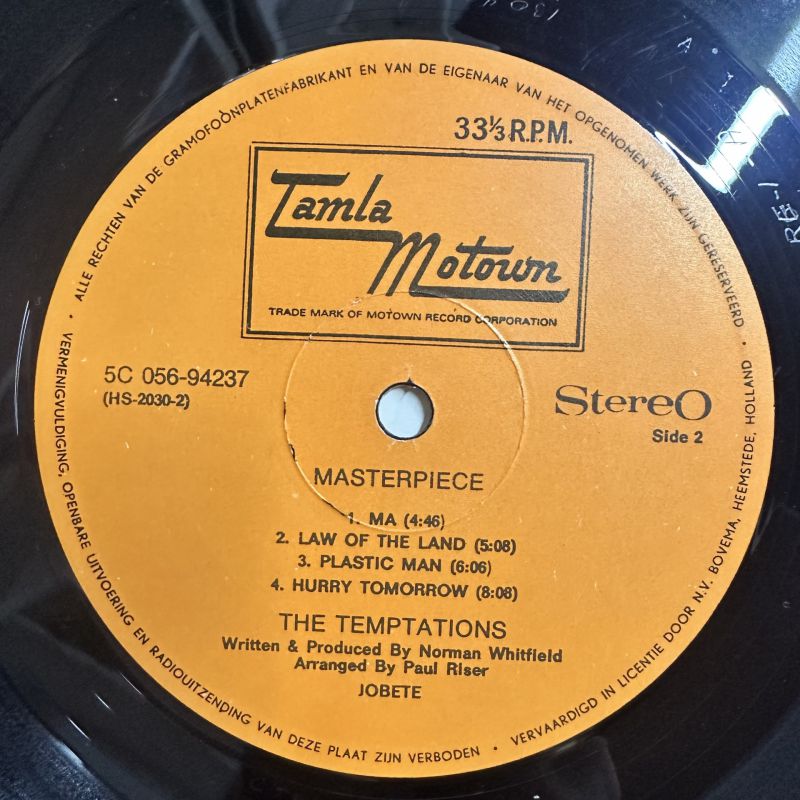 ALLE RECHTEN VAN DE GRAMOFOONPLATENFABRIKANT EN VAN DE EIGENAAR VAN HET OPGENOMEN WERK ZIJN GERESERVEERD •
33⅓ R.P.M.
Tamla
Motown
TRADE MARK OF MOTOWN RECORD CORPORATION
5C 056-94237
(HS-2030-2)
Stereo
Side 2
MASTERPIECE
1. MA (4:46)
2. LAW OF THE LAND (5:08)
3. PLASTIC MAN (6:06)
4. HURRY TOMORROW (8:08)
THE TEMPTATIONS
Written & Produced By Norman Whitfield
Arranged By Paul Riser
JOBETE
• VERMENIGVULDIGING, OPENBARE UITVOERING EN RADIOUITZENDING VAN DEZE PLAAT ZIJN VERBODEN •
VERVAARDIGD IN LICENTIE DOOR N.V. BOVEMA, HEEMSTEDE, HOLLAND